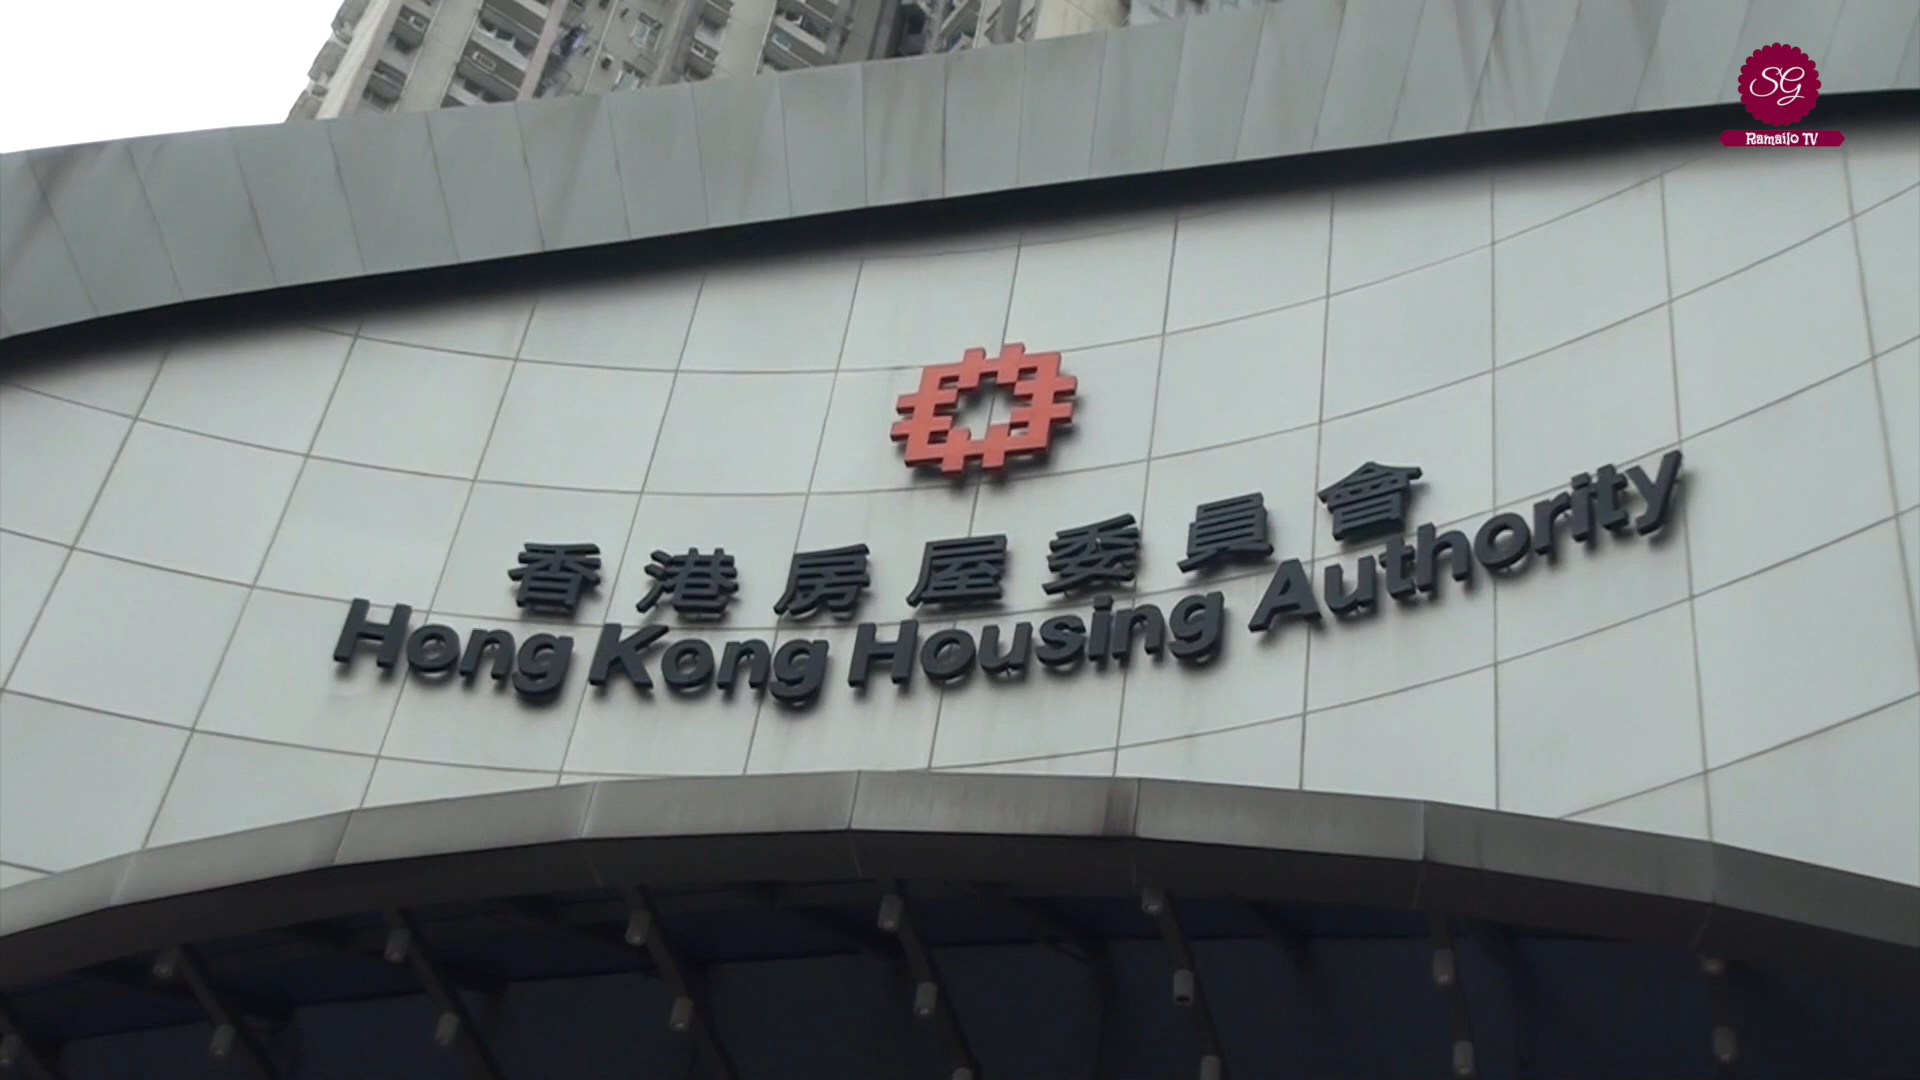 SG
Ramailo TV
香港房屋委員會
Hong Kong Housing Authority